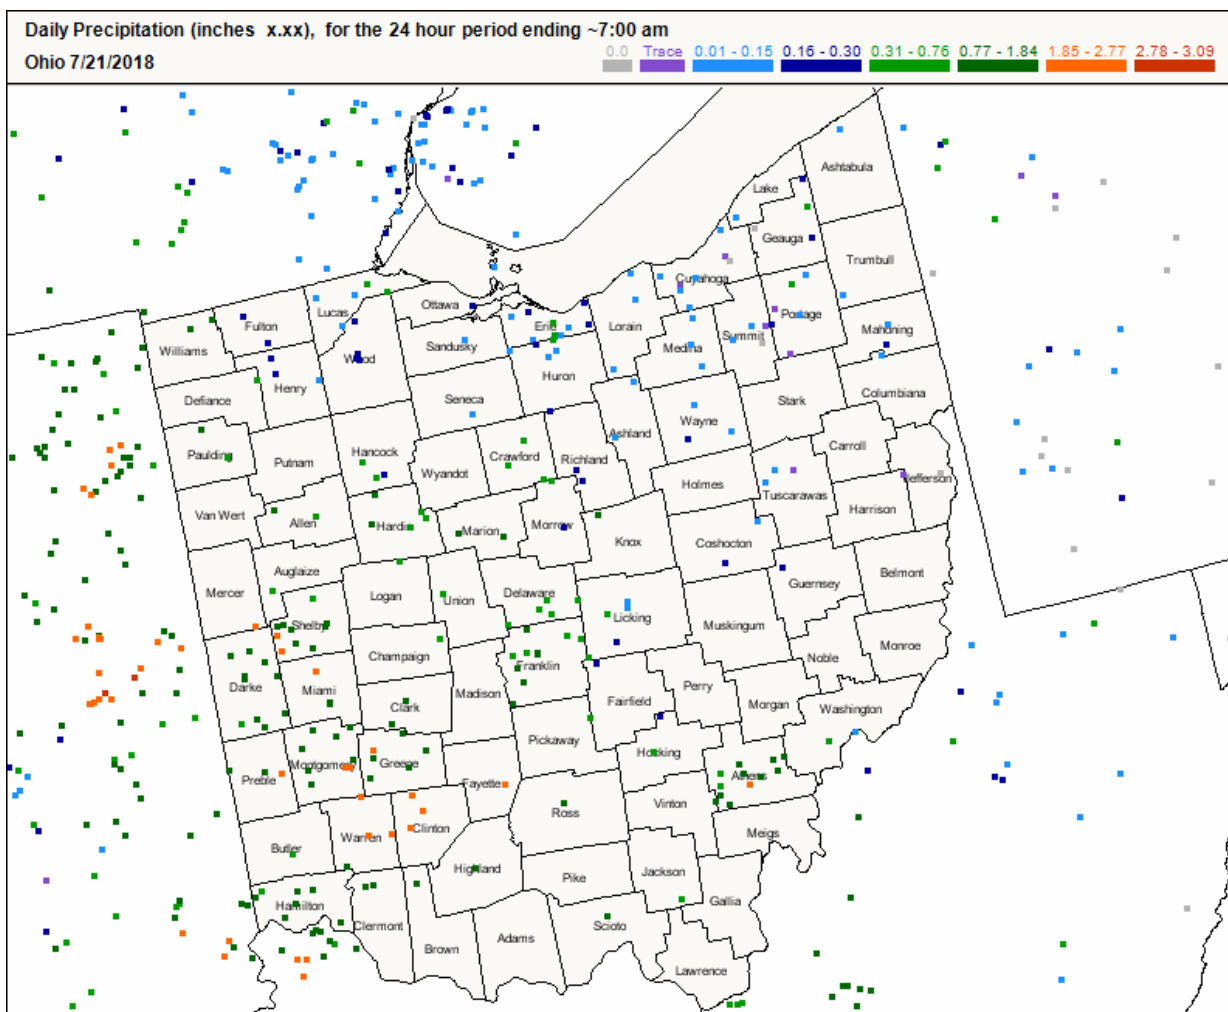 Daily Precipitation (inches x.xx), for the 24 hour period ending ~7:00 am
Ohio 7/21/2018
0.0 Trace 0.01 - 0.15 0.16 - 0.30 0.31 - 0.76 0.77 - 1.84 1.85 - 2.77 2.78 - 3.09
Ashtabula
Lake
Geauga
Trumbull
Cuyahoga
Ottawa
Lucas
Fulton
Williams
Erie
Lorain
Portage
Mahoning
Summit
Medina
Sandusky
Wood
Huron
Henry
Defiance
Seneca
Stark
Columbiana
Wayne
Ashland
Carroll
Hancock
Paulding
Putnam
Crawford
Richland
Wyandot
Holmes
Tuscarawas
Jefferson
Harrison
Van Wert
Allen
Hardin
Marion
Morrow
Knox
Coshocton
Auglaize
Belmont
Guernsey
Mercer
Logan
Union
Delaware
Licking
Muskingum
Shelby
Monroe
Noble
Champaign
Franklin
Darke
Miami
Madison
Perry
Fairfield
Morgan
Washington
Clark
Pickaway
Hocking
Montgomery
Greene
Preble
Athens
Fayette
Vinton
Ross
Clinton
Warren
Meigs
Butler
Highland
Jackson
Pike
Gallia
Hamilton
Clermont
Scioto
Adams
Brown
Lawrence